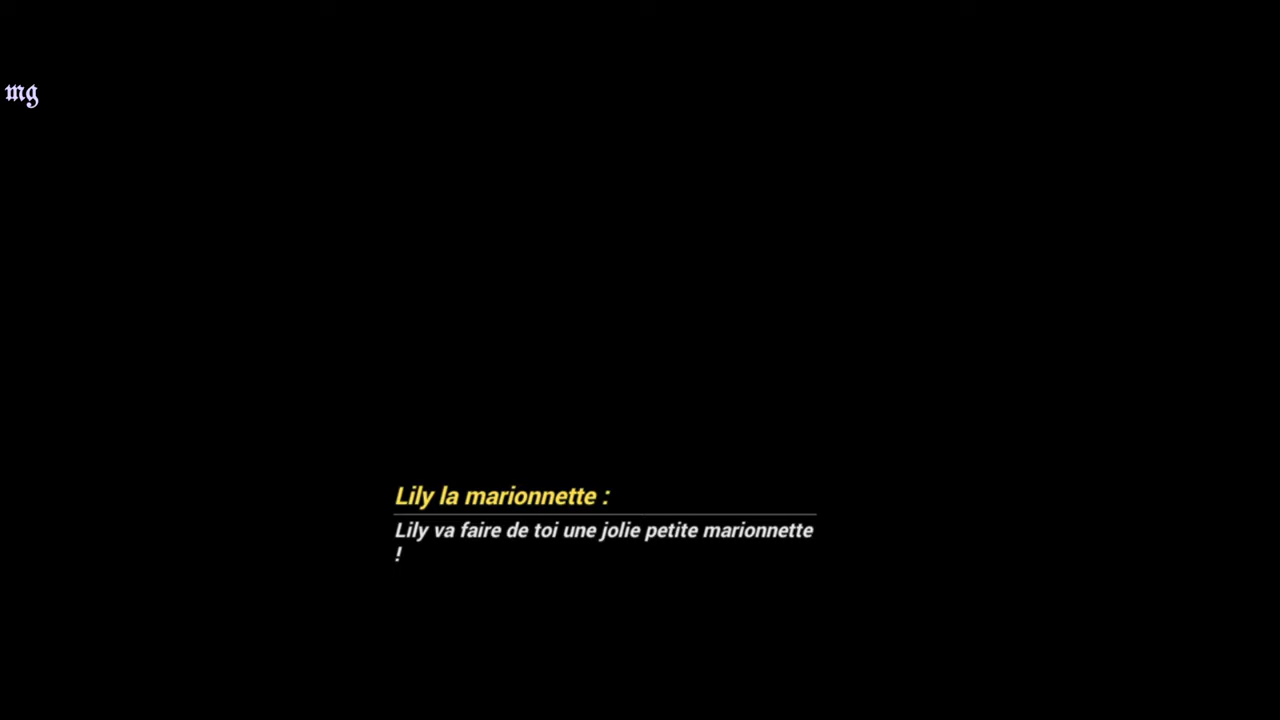 mg
Lily la marionnette :
Lily va faire de toi une jolie petite marionnette
!